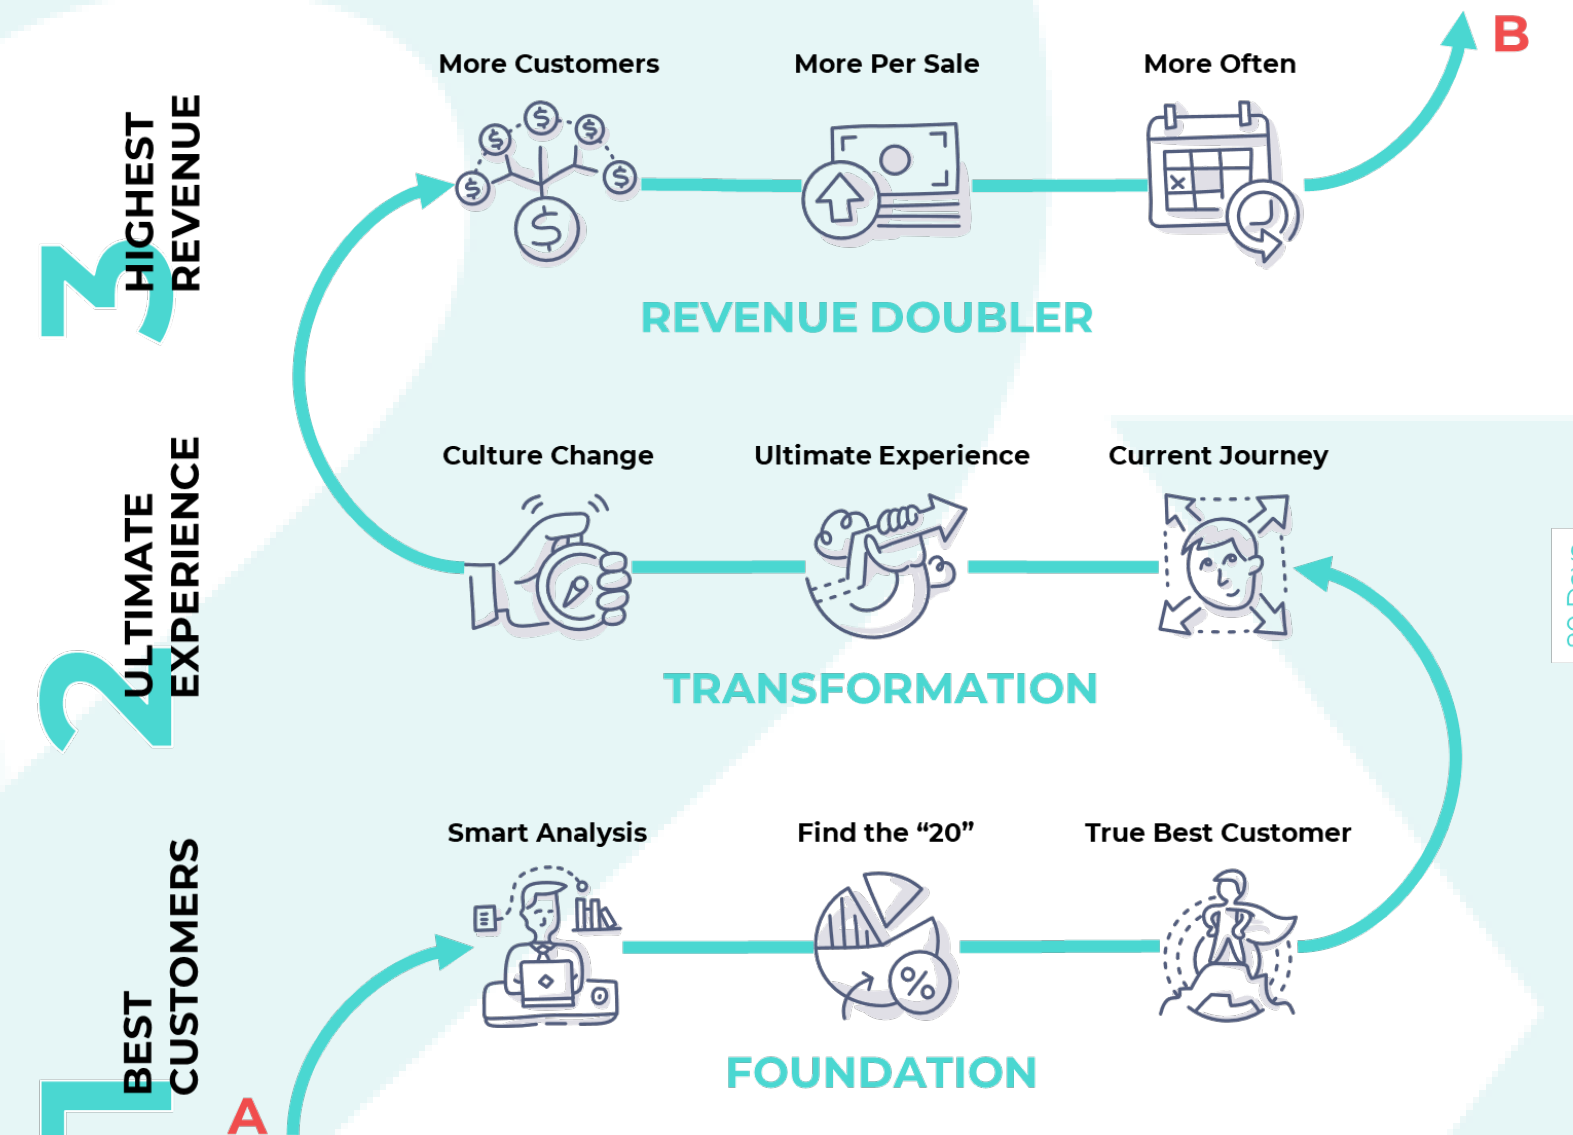 B
More Customers
More Per Sale
More Often
3
HIGHEST
REVENUE
REVENUE DOUBLER
Culture Change
Ultimate Experience
Current Journey
2
ULTIMATE
EXPERIENCE
TRANSFORMATION
Smart Analysis
Find the “20”
True Best Customer
1
BEST
CUSTOMERS
FOUNDATION
A